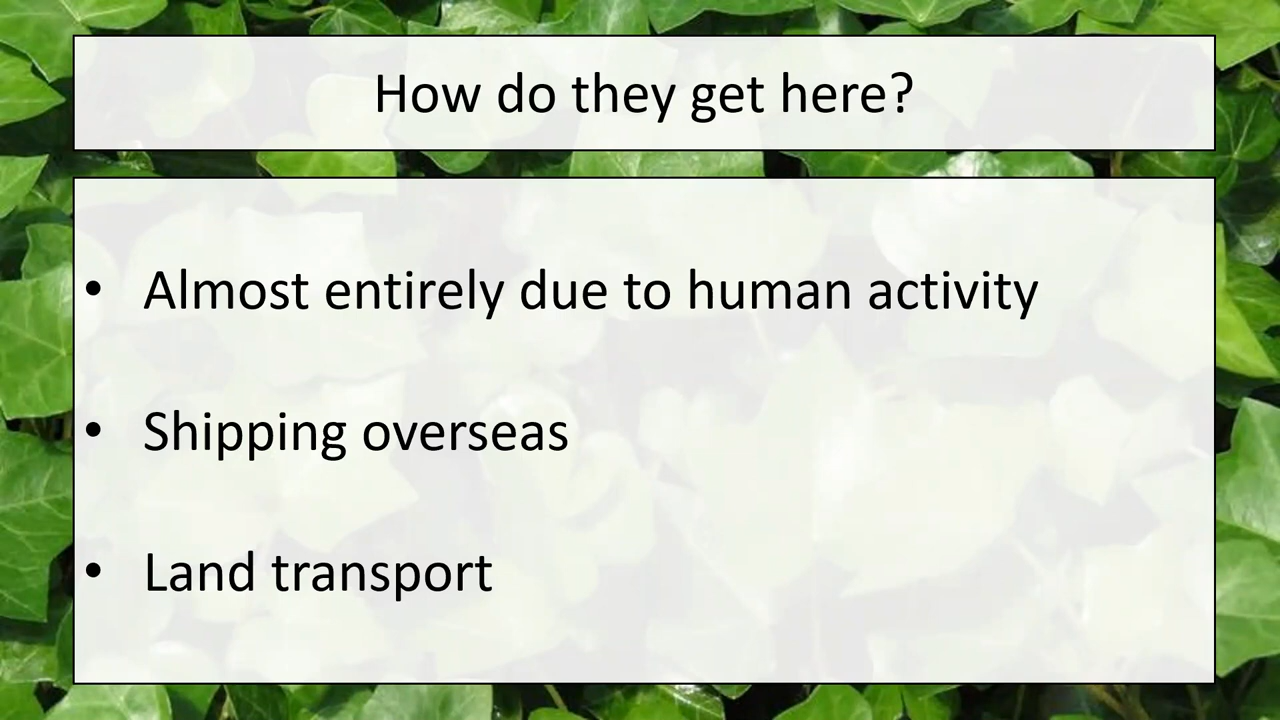 How do they get here?
• Almost entirely due to human activity
• Shipping overseas
• Land transport